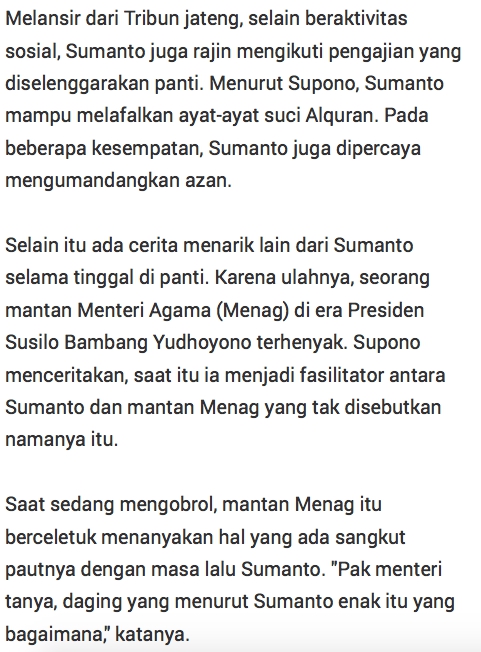 Melansir dari Tribun jateng, selain beraktivitas
sosial, Sumanto juga rajin mengikuti pengajian yang
diselenggarakan panti. Menurut Supono, Sumanto
mampu melafalkan ayat-ayat suci Alquran. Pada
beberapa kesempatan, Sumanto juga dipercaya
mengumandangkan azan.
Selain itu ada cerita menarik lain dari Sumanto
selama tinggal di panti. Karena ulahnya, seorang
mantan Menteri Agama (Menag) di era Presiden
Susilo Bambang Yudhoyono terhenyak. Supono
menceritakan, saat itu ia menjadi fasilitator antara
Sumanto dan mantan Menag yang tak disebutkan
namanya itu.
Saat sedang mengobrol, mantan Menag itu
berceletuk menanyakan hal yang ada sangkut
pautnya dengan masa lalu Sumanto. "Pak menteri
tanya, daging yang menurut Sumanto enak itu yang
bagaimana," katanya.